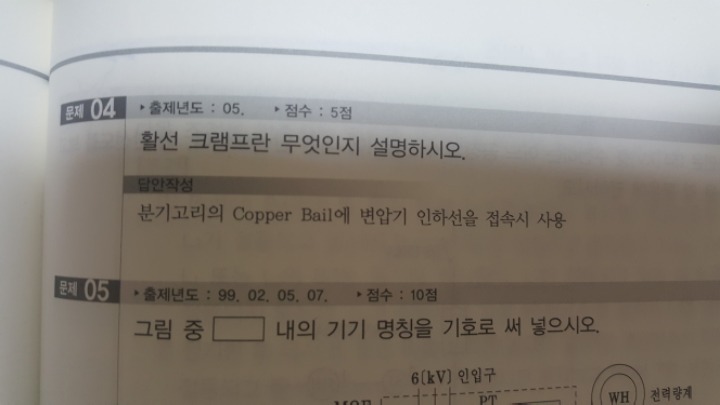 문제 04 ▸출제년도 : 05. ▸점수 : 5점
활선 크램프란 무엇인지 설명하시오.
답안작성
분기고리의 Copper Bail에 변압기 인하선을 접속시 사용
문제 05 ▸출제년도 : 99. 02. 05. 07. ▸점수 : 10점
그림 중 내의 기기 명칭을 기호로 써 넣으시오.
6[kV] 인입구
PT
WH 전력량계